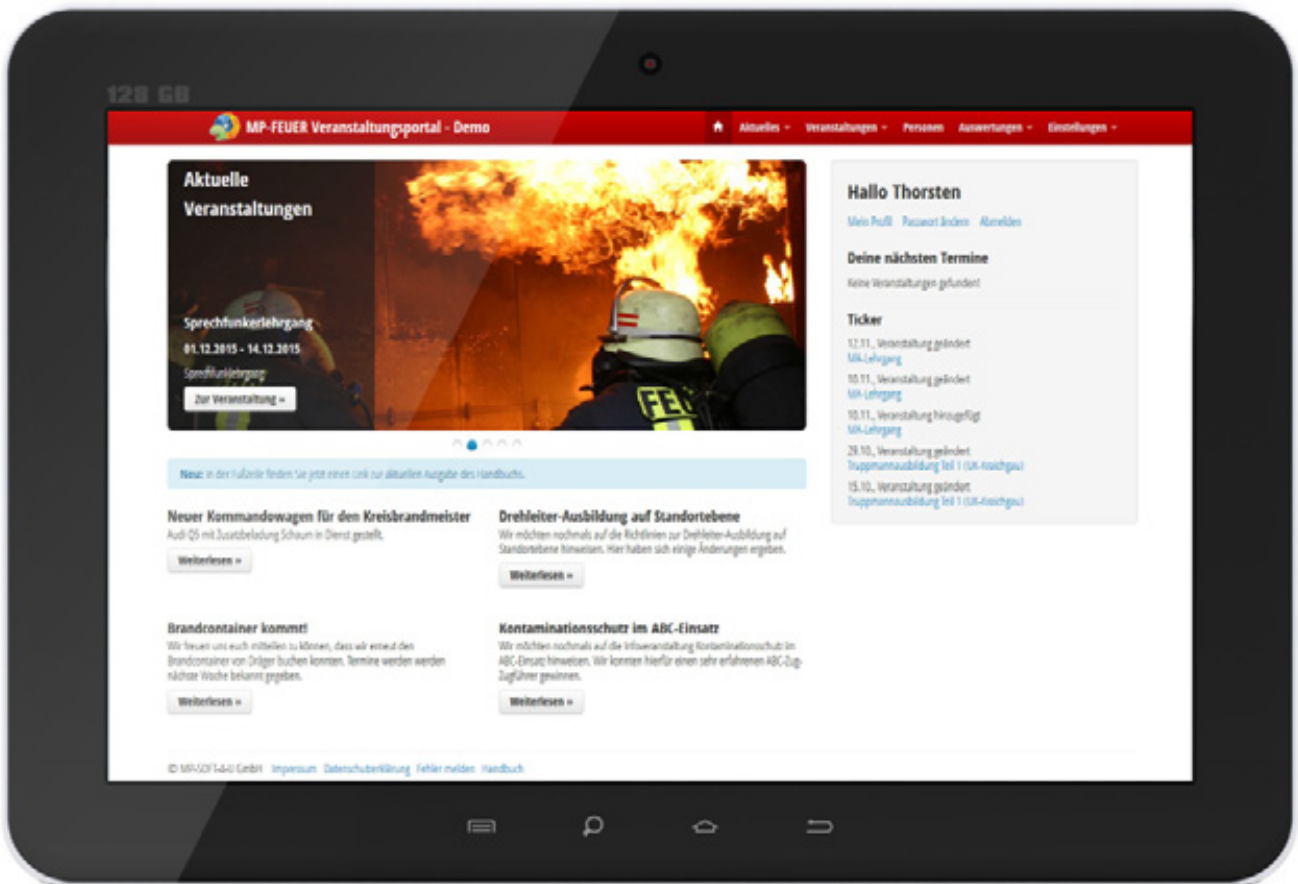 128 GB
MP-FEUER Veranstaltungsportal - Demo
Aktuelles Veranstaltungen Personen Auswertungen Einstellungen
Aktuelle
Veranstaltungen
Sprechfunkerlehrgang
01.12.2015 - 14.12.2015
Sprechfunklehrgang
Zur Veranstaltung »
FEU
Hallo Thorsten
Mein Profil Passwort ändern Abmelden
Deine nächsten Termine
Keine Veranstaltungen gefunden!
Ticker
12.11., Veranstaltung geändert
MA-Lehrgang
10.11., Veranstaltung geändert
MA-Lehrgang
10.11., Veranstaltung hinzugefügt
MA-Lehrgang
29.10., Veranstaltung geändert
Truppmannausbildung Teil 1 (UK-Kraichgau)
15.10., Veranstaltung geändert
Truppmannausbildung Teil 1 (UK-Kraichgau)
Neu: In der Fußzeile finden Sie jetzt einen Link zur aktuellen Ausgabe des Handbuchs.
Neuer Kommandowagen für den Kreisbrandmeister
Audi Q5 mit Zusatzbeladung Schaum in Dienst gestellt.
Weiterlesen »
Drehleiter-Ausbildung auf Standortebene
Wir möchten nochmals auf die Richtlinien zur Drehleiter-Ausbildung auf
Standortebene hinweisen. Hier haben sich einige Änderungen ergeben.
Weiterlesen »
Brandcontainer kommt!
Wir freuen uns euch mitteilen zu können, dass wir erneut den
Brandcontainer von Dräger buchen konnten. Termine werden werden
nächste Woche bekannt gegeben.
Weiterlesen »
Kontaminationsschutz im ABC-Einsatz
Wir möchten nochmals auf die Infoveranstaltung Kontaminationsschutz im
ABC-Einsatz hinweisen. Wir konnten hierfür einen sehr erfahrenen ABC-Zug-
Zugführer gewinnen.
Weiterlesen »
© MP-SOFT-4-U GmbH Impressum Datenschutzerklärung Fehler melden Handbuch